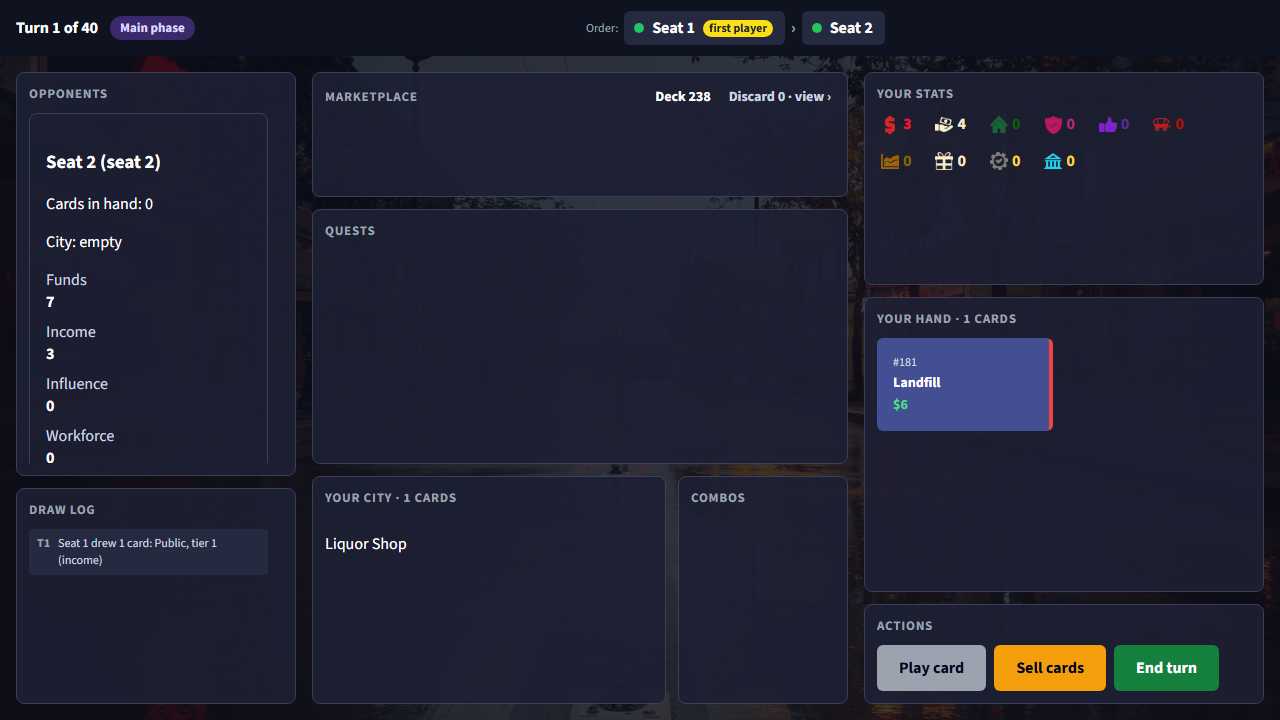 Turn 1 of 40
Main phase
Order:
Seat 1
first player
›
Seat 2
OPPONENTS
Seat 2 (seat 2)
Cards in hand: 0
City: empty
Funds
7
Income
3
Influence
0
Workforce
0
DRAW LOG
T1 Seat 1 drew 1 card: Public, tier 1
(income)
MARKETPLACE
Deck 238
Discard 0 · view ›
QUESTS
YOUR CITY · 1 CARDS
Liquor Shop
COMBOS
YOUR STATS
3 4 0 0 0 0
0 0 0 0
YOUR HAND · 1 CARDS
#181
Landfill
$6
ACTIONS
Play card
Sell cards
End turn